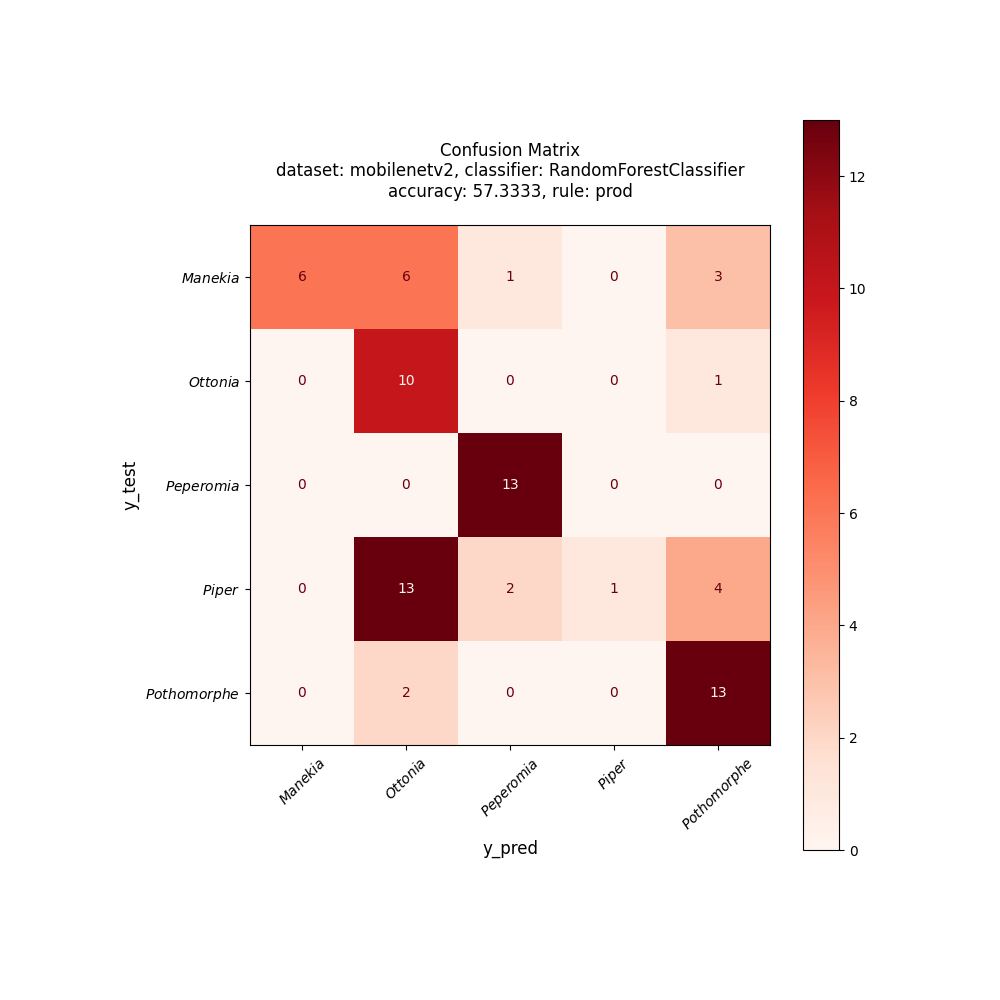 Confusion Matrix
dataset: mobilenetv2, classifier: RandomForestClassifier
accuracy: 57.3333, rule: prod
y_test
Manekia 6 6 1 0 3
Ottonia 0 10 0 0 1
Peperomia 0 0 13 0 0
Piper 0 13 2 1 4
Pothomorphe 0 2 0 0 13
Manekia Ottonia Peperomia Piper Pothomorphe
y_pred
12
10
8
6
4
2
0